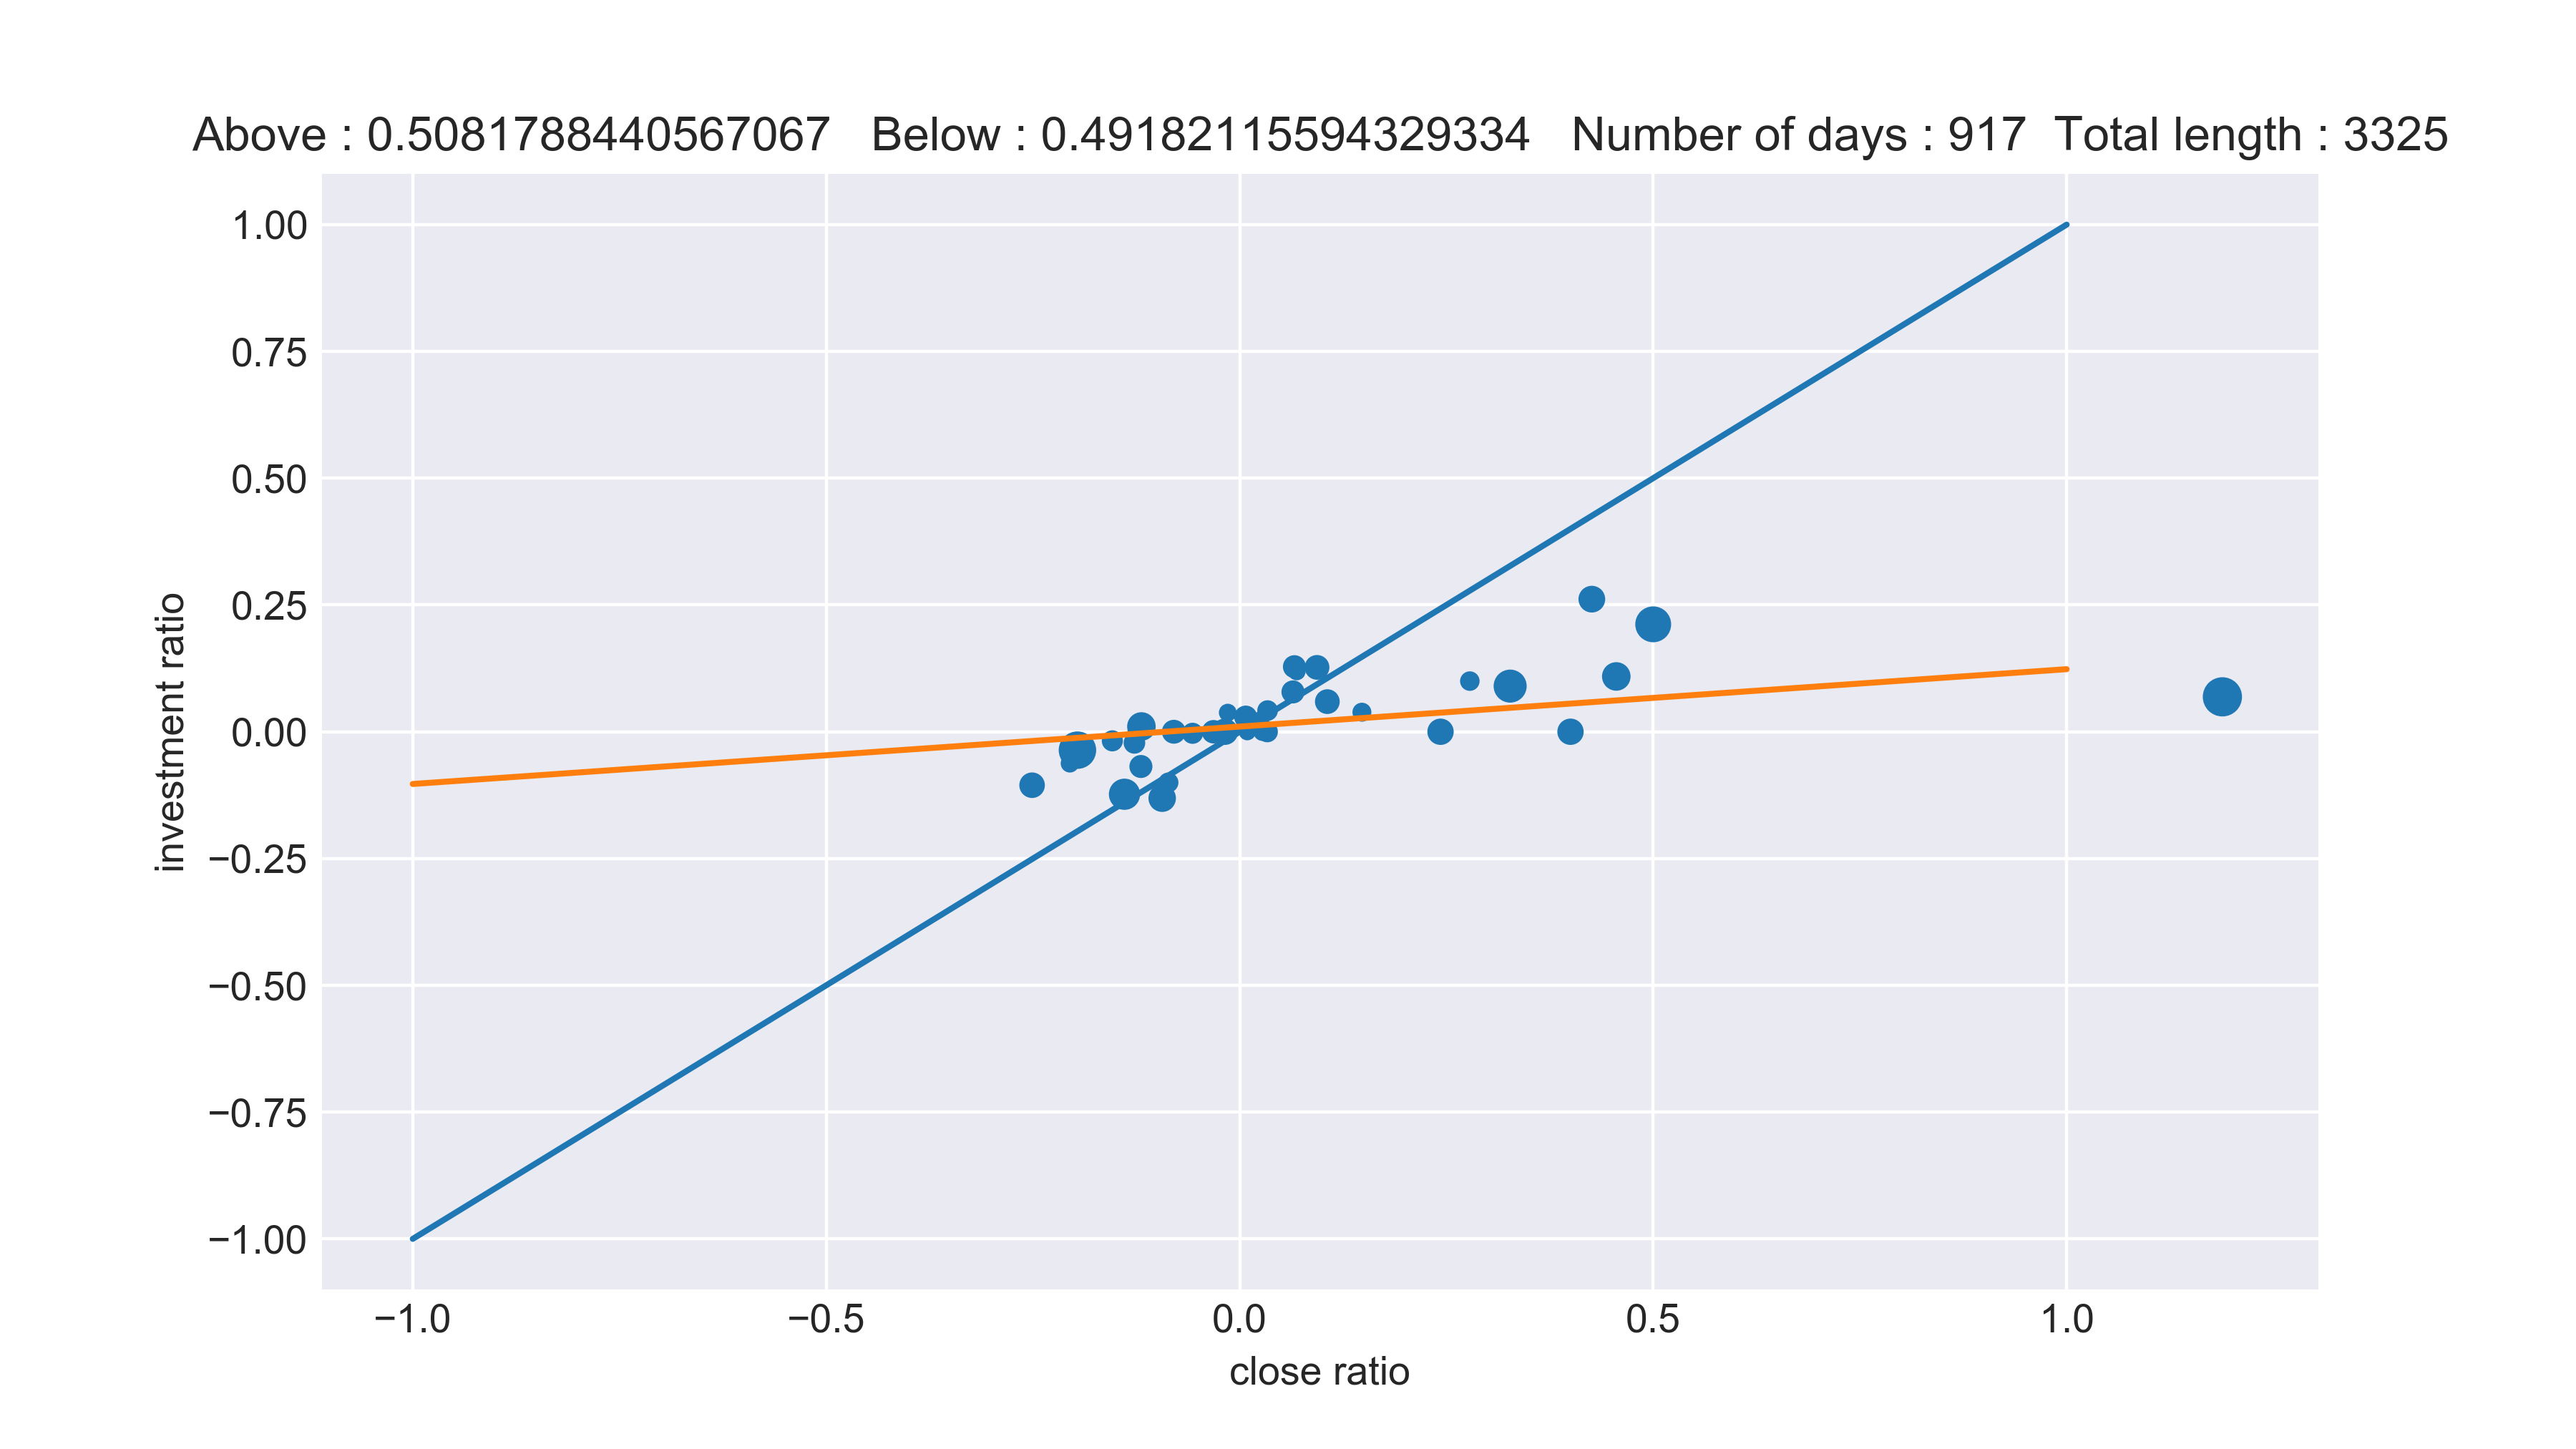 Above : 0.5081788440567067 Below : 0.49182115594329334 Number of days : 917 Total length : 3325
1.00
0.75
0.50
0.25
0.00
−0.25
−0.50
−0.75
−1.00
investment ratio
−1.0 −0.5 0.0 0.5 1.0
close ratio